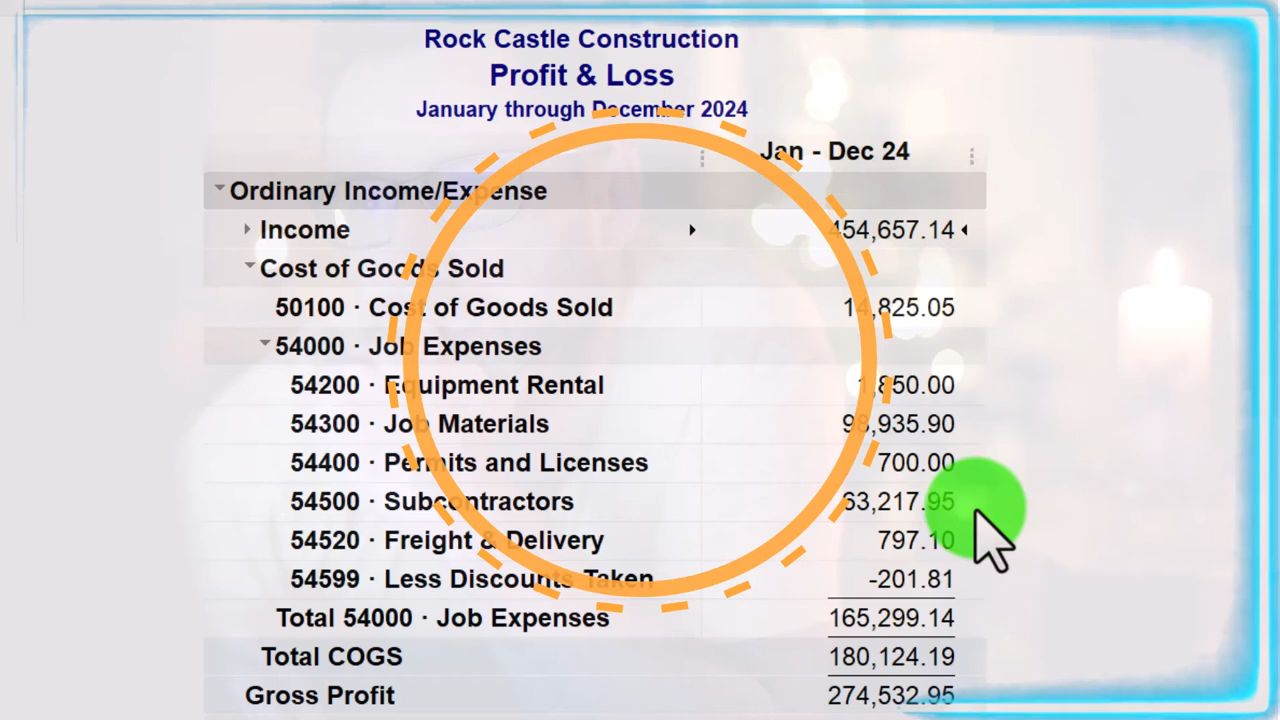 Rock Castle Construction
Profit & Loss
January through December 2024
Jan - Dec 24
Ordinary Income/Expense
Income 454,657.14
Cost of Goods Sold
50100 · Cost of Goods Sold 14,825.05
54000 · Job Expenses
54200 · Equipment Rental 1,850.00
54300 · Job Materials 98,935.90
54400 · Permits and Licenses 700.00
54500 · Subcontractors 63,217.95
54520 · Freight & Delivery 797.10
54599 · Less Discounts Taken -201.81
Total 54000 · Job Expenses 165,299.14
Total COGS 180,124.19
Gross Profit 274,532.95